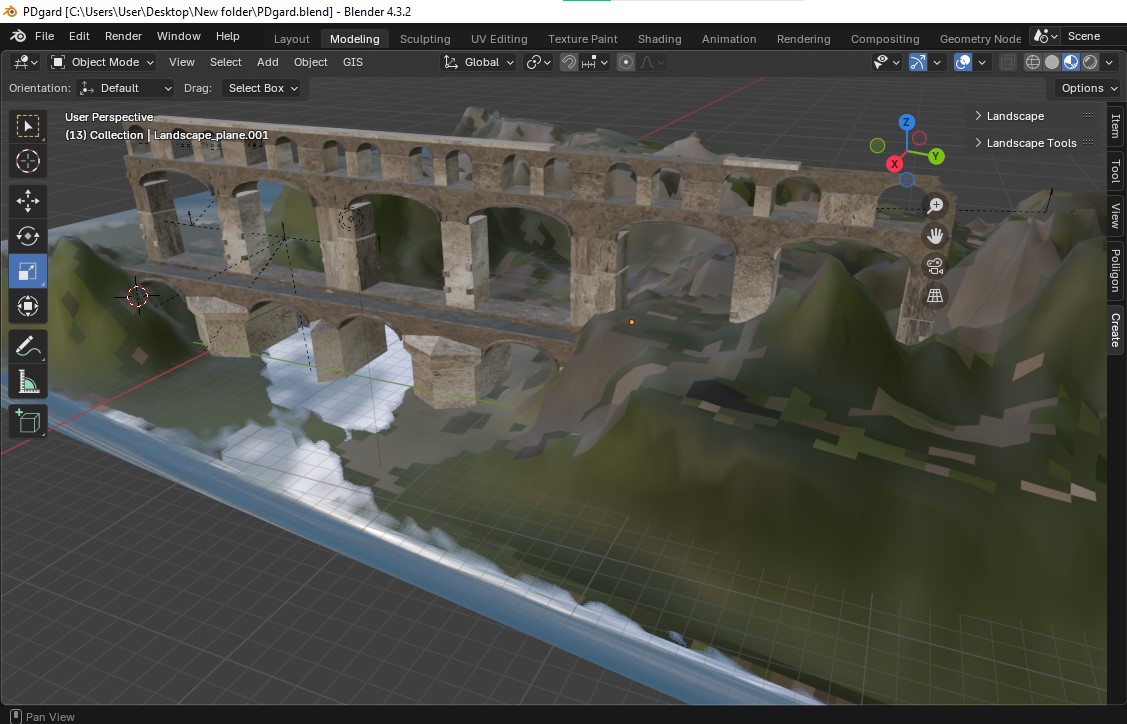 PDgard [C:\Users\User\Desktop\New folder\PDgard.blend] - Blender 4.3.2
File Edit Render Window Help Layout Modeling Sculpting UV Editing Texture Paint Shading Animation Rendering Compositing Geometry Node Scene
Object Mode View Select Add Object GIS Global
Orientation: Default Drag: Select Box Options
User Perspective
(13) Collection | Landscape_plane.001
Landscape
Landscape Tools
Z
Y
X
Item
Tool
View
Poliigon
Create
Pan View